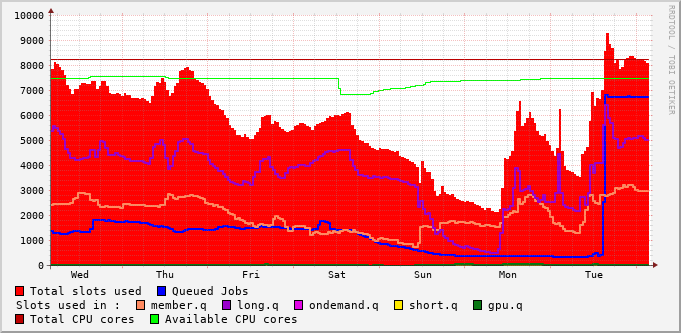 10000
9000
8000
7000
6000
5000
4000
3000
2000
1000
0
Wed Thu Fri Sat Sun Mon Tue
RRDTOOL / TOBI OETIKER
Total slots used Queued Jobs
Slots used in : member.q long.q ondemand.q short.q gpu.q
Total CPU cores Available CPU cores